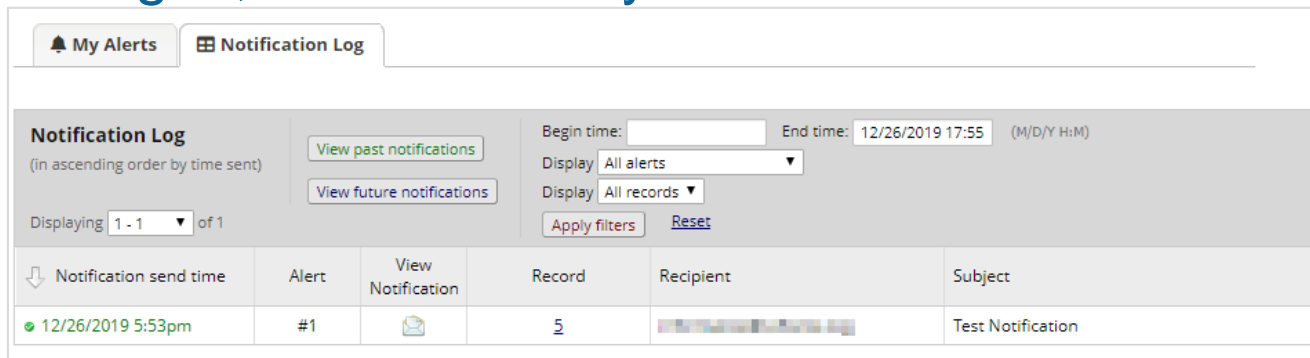 My Alerts
Notification Log
Notification Log
(in ascending order by time sent)
Displaying 1 - 1 of 1
View past notifications
View future notifications
Begin time:
End time: 12/26/2019 17:55 (M/D/Y H:M)
Display All alerts
Display All records
Apply filters Reset
Notification send time
Alert
View
Notification
Record
Recipient
Subject
12/26/2019 5:53pm
#1
5
Test Notification